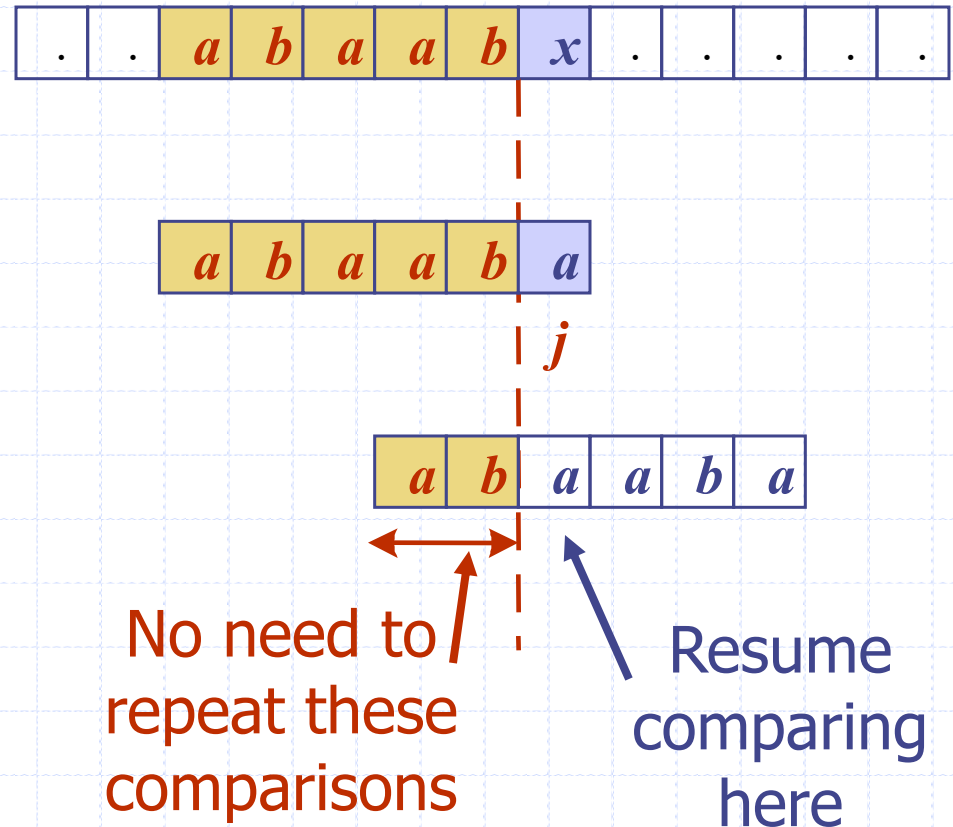 . . a b a a b x . . . . .
a b a a b a
j
a b a a b a
No need to
repeat these
comparisons
Resume
comparing
here